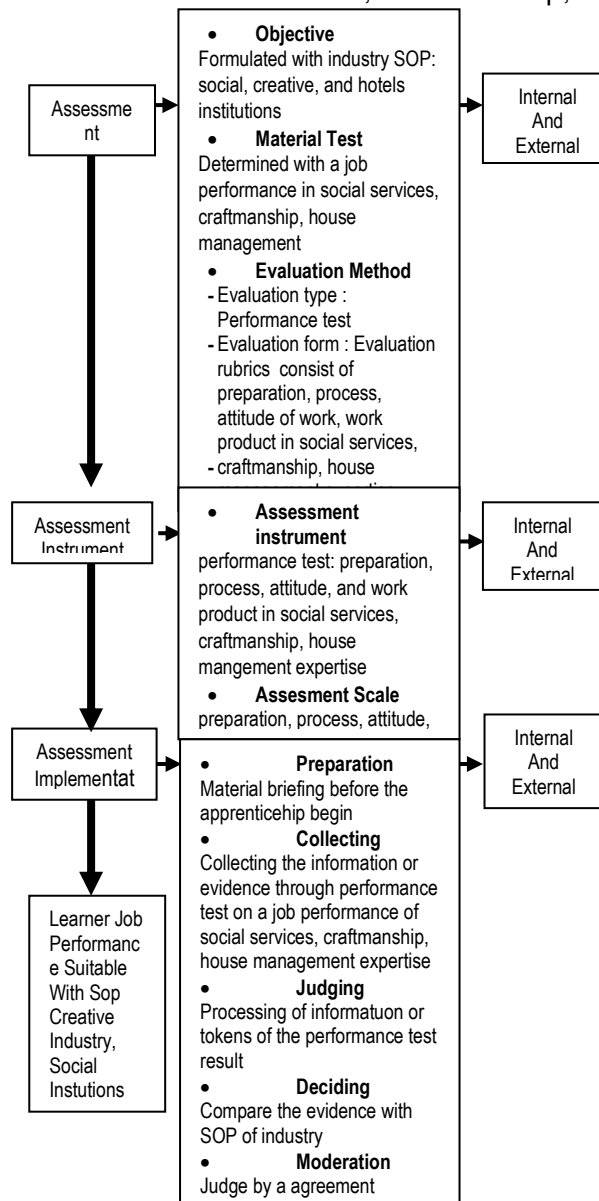 Assessme
nt
• Objective
Formulated with industry SOP:
social, creative, and hotels
institutions
• Material Test
Determined with a job
performance in social services,
craftmanship, house
management
• Evaluation Method
- Evaluation type :
Performance test
- Evaluation form : Evaluation
rubrics consist of
preparation, process,
attitude of work, work
product in social services,
- craftmanship, house
Internal
And
External
Assessment
Instrument
• Assessment
instrument
performance test: preparation,
process, attitude, and work
product in social services,
craftmanship, house
mangement expertise
• Assesment Scale
preparation, process, attitude,
Internal
And
External
Assessment
Implementat
• Preparation
Material briefing before the
apprenticehip begin
• Collecting
Collecting the information or
evidence through performance
test on a job performance of
social services, craftmanship,
house management expertise
• Judging
Processing of informatuon or
tokens of the performance test
result
• Deciding
Compare the evidence with
SOP of industry
• Moderation
Judge by a agreement
Internal
And
External
Learner Job
Performanc
e Suitable
With Sop
Creative
Industry,
Social
Instutions